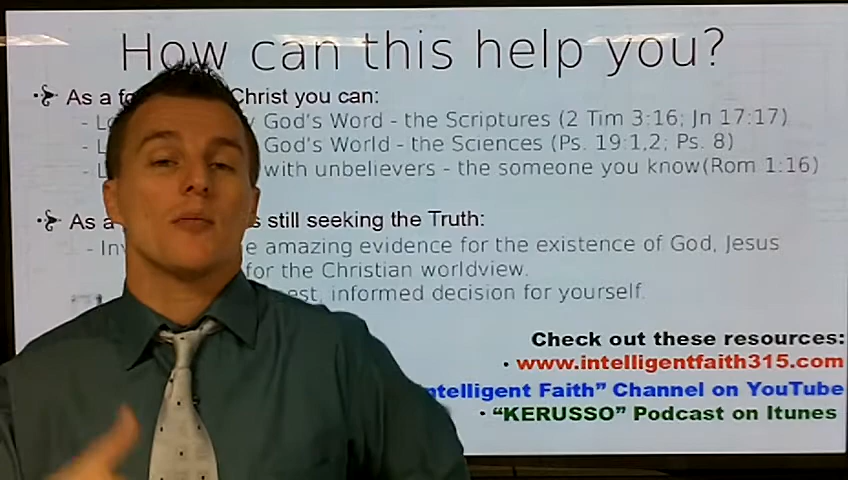 How can this help you?
As a Christ you can:
God's Word - the Scriptures (2 Tim 3:16; Jn 17:17)
God's World - the Sciences (Ps. 19:1,2; Ps. 8)
with unbelievers - the someone you know(Rom 1:16)
As a still seeking the Truth:
amazing evidence for the existence of God, Jesus
for the Christian worldview.
informed decision for yourself.
Check out these resources:
· www.intelligentfaith315.com
ntelligent Faith” Channel on YouTube
· “KERUSSO” Podcast on Itunes